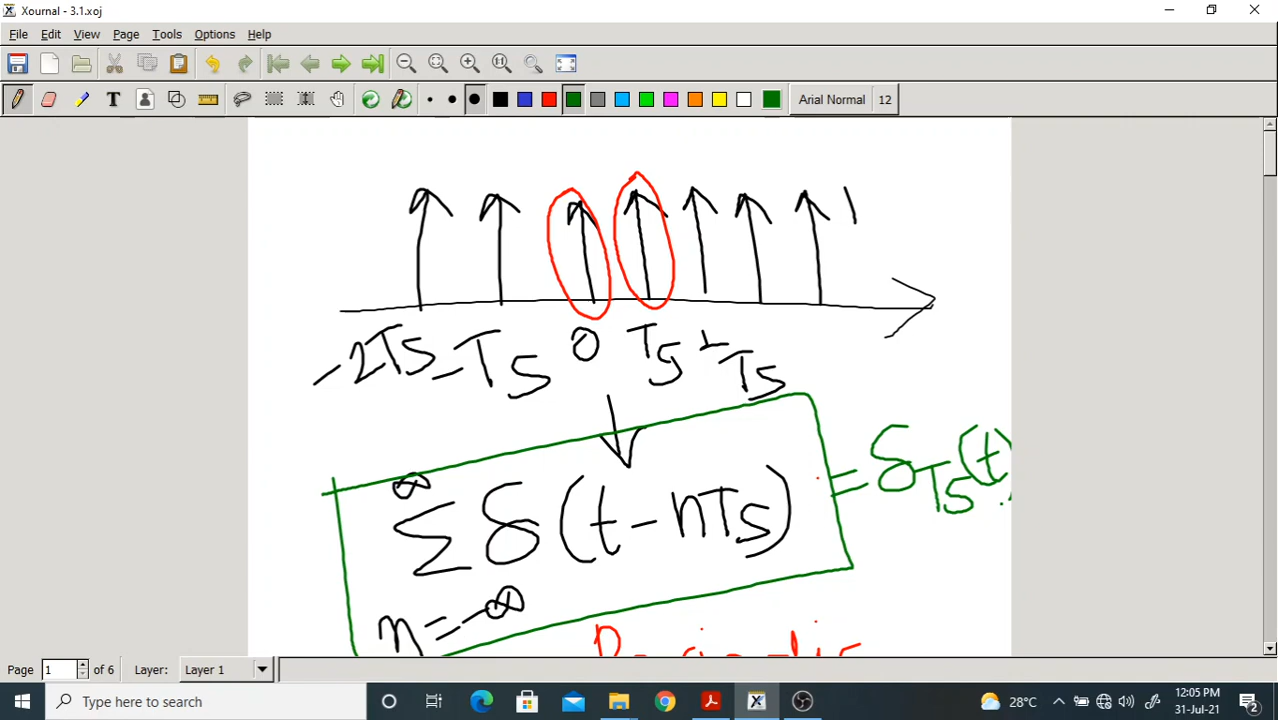 Xournal - 3.1.xoj
File Edit View Page Tools Options Help
Arial Normal 12
-2Ts -Ts 0 Ts 2Ts
∞
∑ δ(t-nTs) = δTs(t)
n=-∞
Periodic
Page 1 of 6 Layer: Layer 1
Type here to search
28°C
12:05 PM
31-Jul-21
2